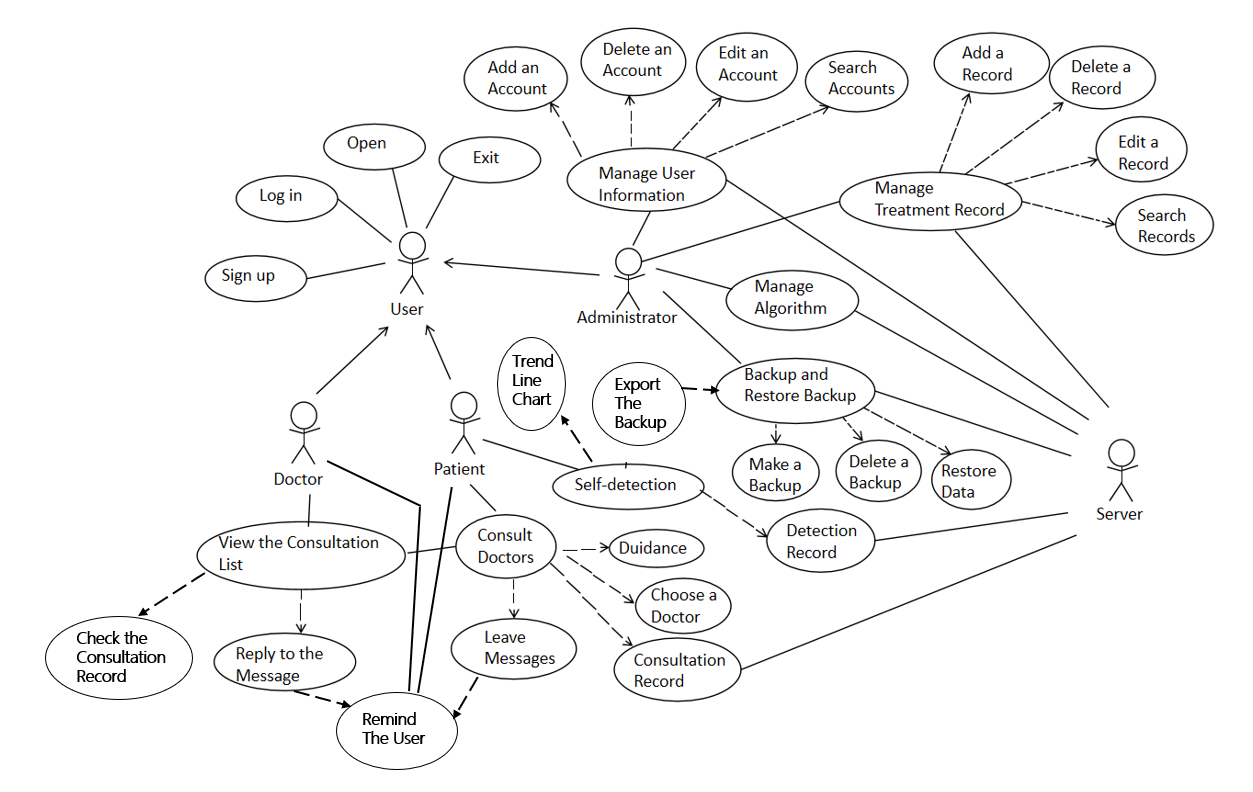 Add an
Account
Delete an
Account
Edit an
Account
Search
Accounts
Add a
Record
Delete a
Record
Edit a
Record
Search
Records
Open
Exit
Log in
Sign up
Manage User
Information
Manage
Treatment Record
User
Administrator
Manage
Algorithm
Trend
Line
Chart
Export
The
Backup
Backup and
Restore Backup
Make a
Backup
Delete a
Backup
Restore
Data
Doctor
Patient
Self-detection
Server
Detection
Record
View the Consultation
List
Consult
Doctors
Duidance
Choose a
Doctor
Consultation
Record
Leave
Messages
Reply to the
Message
Check the
Consultation
Record
Remind
The User